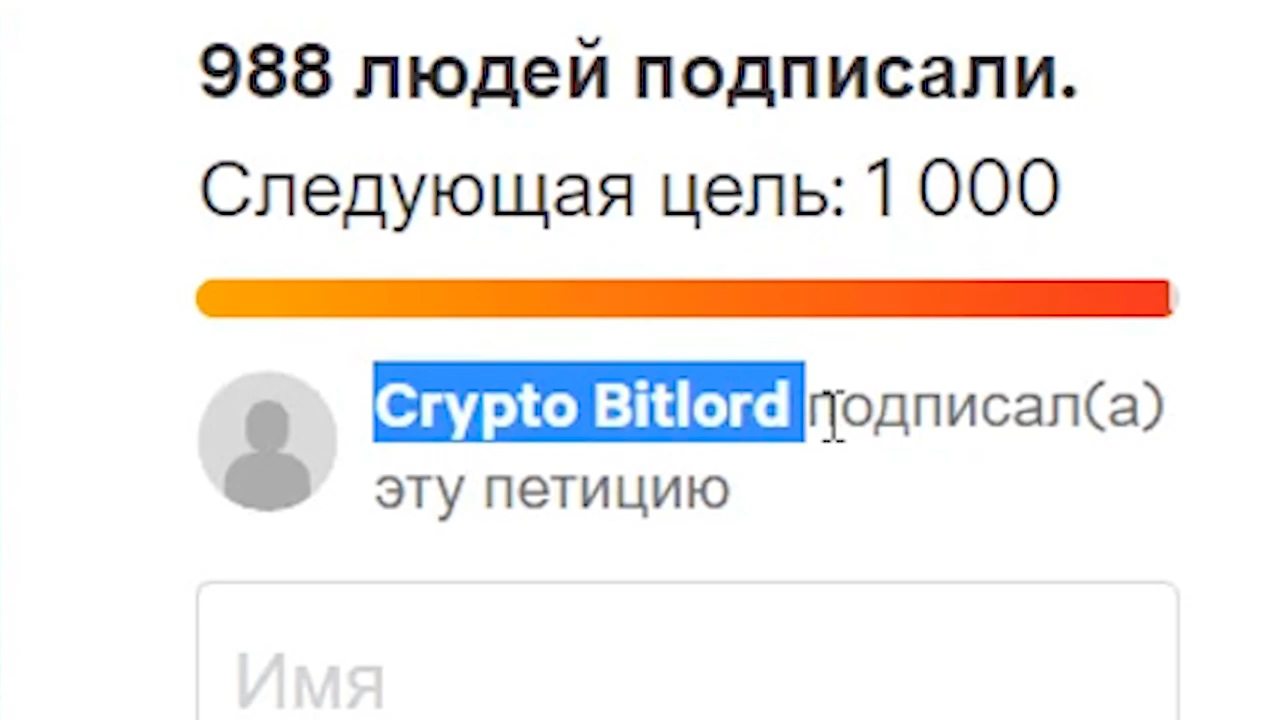 988 людей подписали.
Следующая цель: 1 000
Crypto Bitlord подписал(а)
эту петицию
Имя